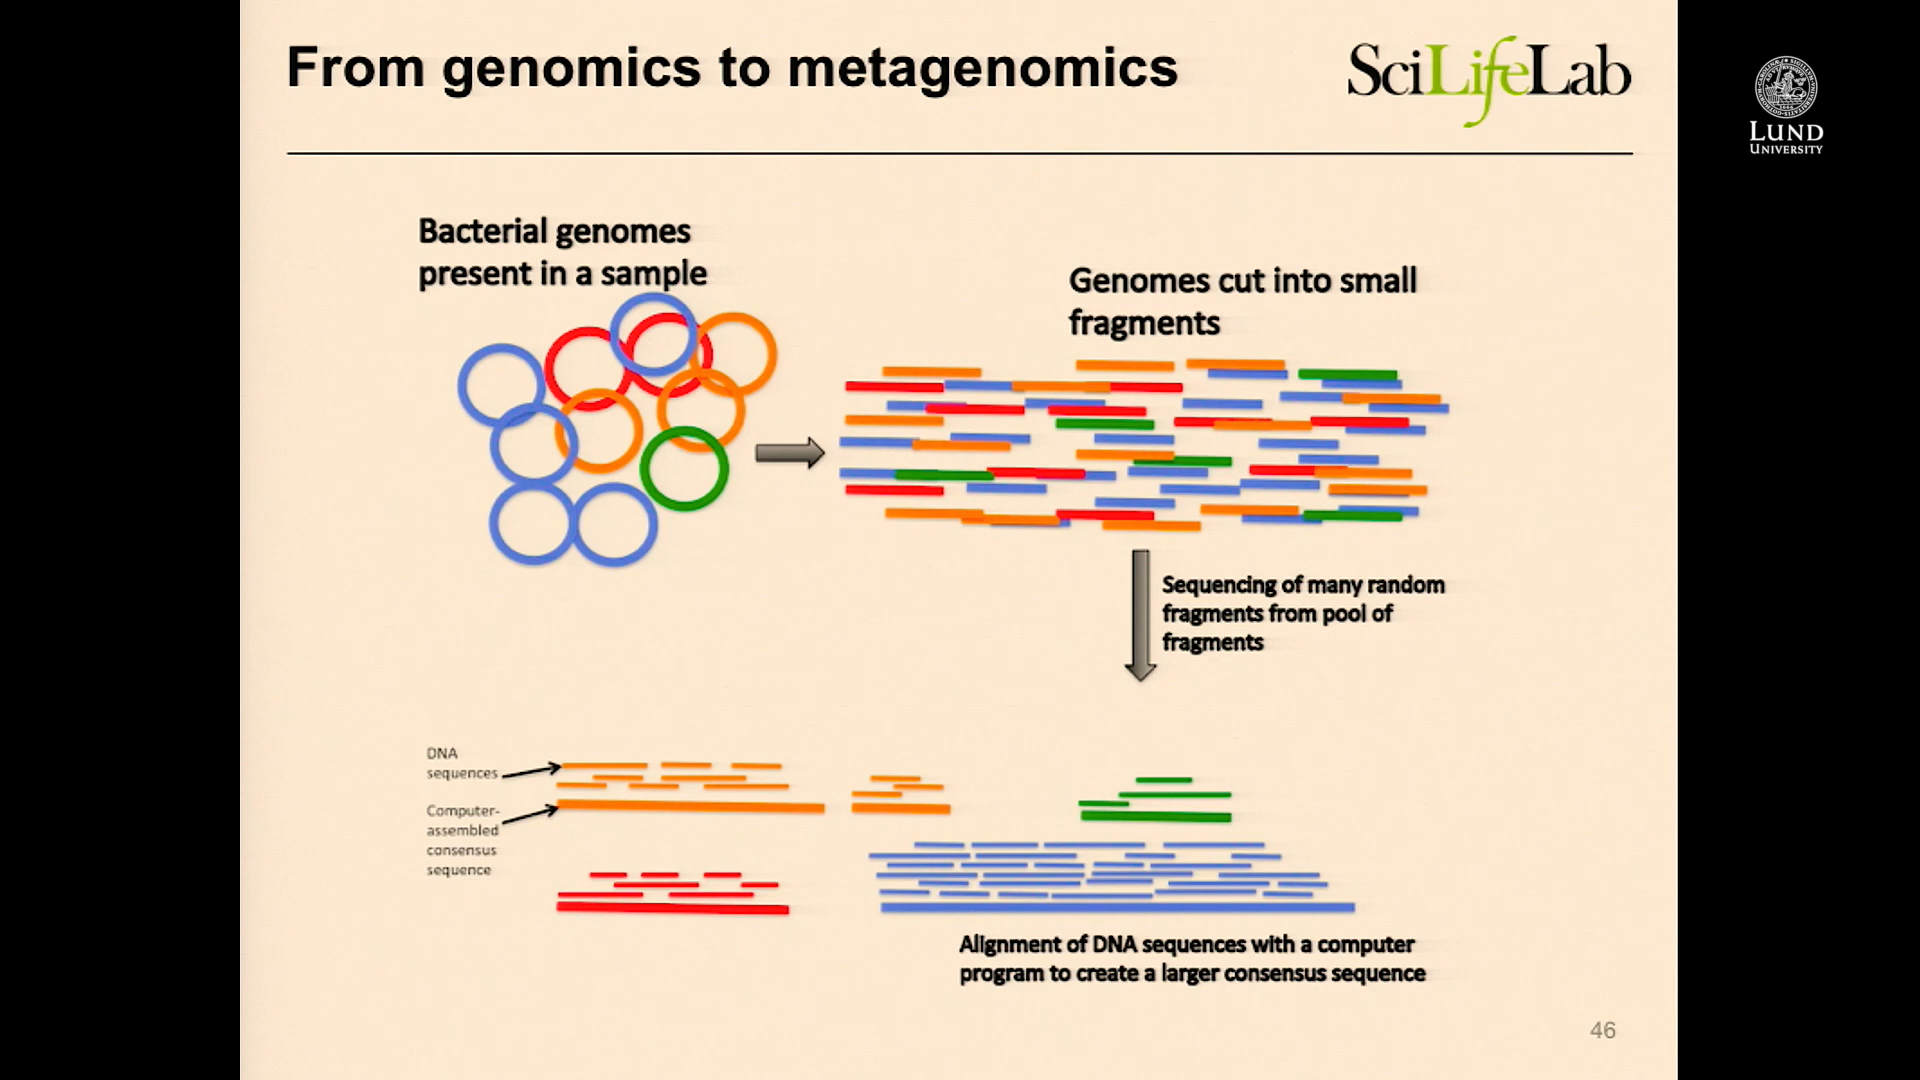 From genomics to metagenomics
SciLifeLab
LUND
UNIVERSITY
Bacterial genomes
present in a sample
Genomes cut into small
fragments
Sequencing of many random
fragments from pool of
fragments
DNA
sequences
Computer-
assembled
consensus
sequence
Alignment of DNA sequences with a computer
program to create a larger consensus sequence
46